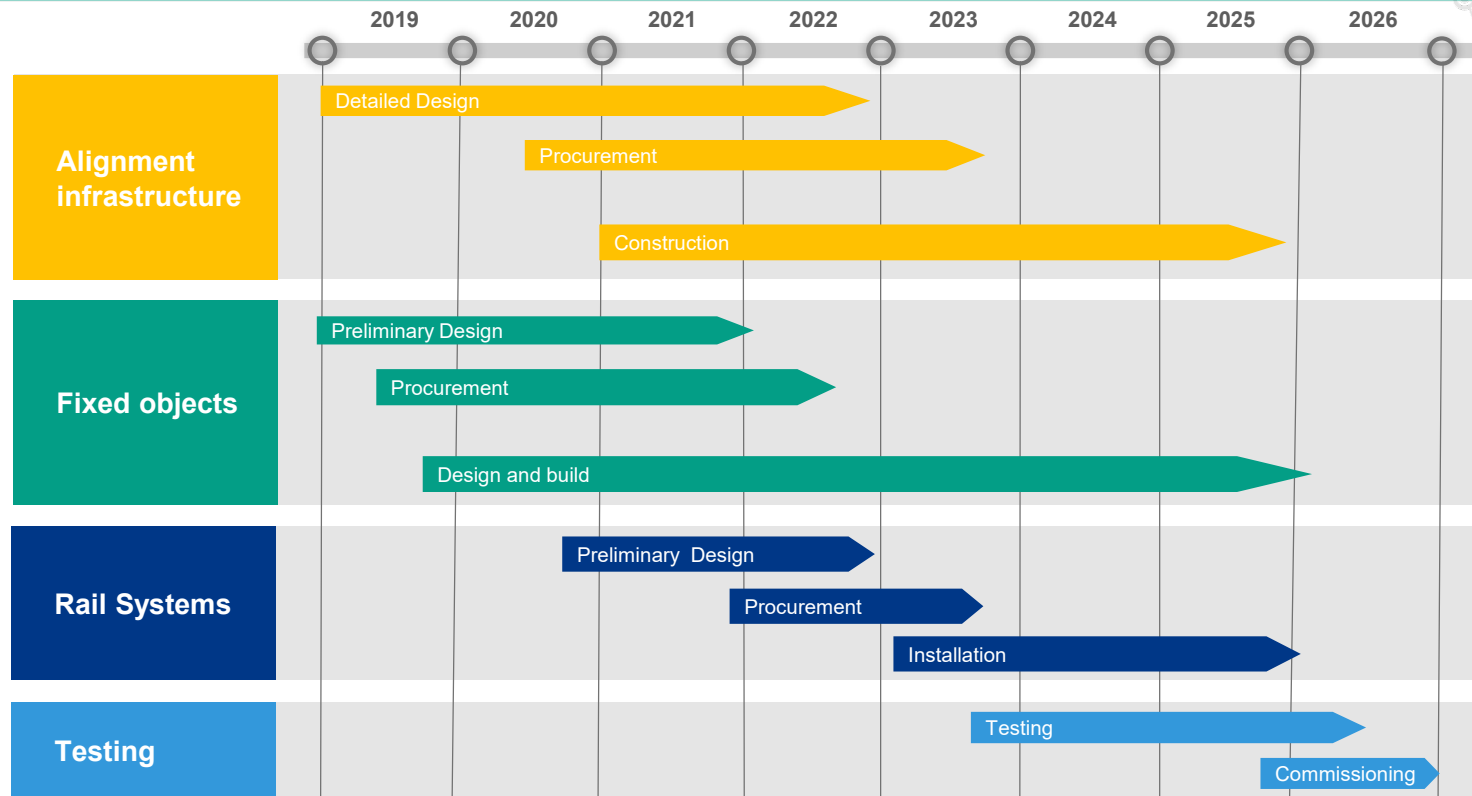 2019 2020 2021 2022 2023 2024 2025 2026
Alignment
infrastructure
Detailed Design
Procurement
Construction
Fixed objects
Preliminary Design
Procurement
Design and build
Rail Systems
Preliminary  Design
Procurement
Installation
Testing
Testing
Commissioning